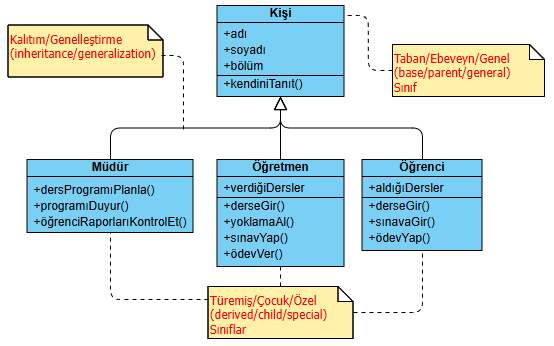 Kişi
+adı
+soyadı
+bölüm
+kendiniTanıt()
Kalıtım/Genelleştirme
(inheritance/generalization)
Taban/Ebeveyn/Genel
(base/parent/general)
Sınıf
Müdür
+dersProgramıPlanla()
+programıDuyur()
+öğrenciRaporlarıKontrolEt()
Öğretmen
+verdiğiDersler
+derseGir()
+yoklamaAl()
+sınavYap()
+ödevVer()
Öğrenci
+aldığıDersler
+derseGir()
+sınavaGir()
+ödevYap()
Türemiş/Çocuk/Özel
(derived/child/special)
Sınıflar